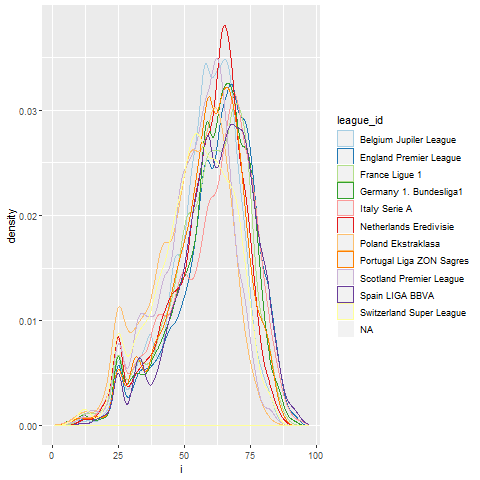 league_id
Belgium Jupiler League
England Premier League
France Ligue 1
Germany 1. Bundesliga1
Italy Serie A
Netherlands Eredivisie
Poland Ekstraklasa
Portugal Liga ZON Sagres
Scotland Premier League
Spain LIGA BBVA
Switzerland Super League
NA
density
0.03
0.02
0.01
0.00
0
25
50
75
100
i